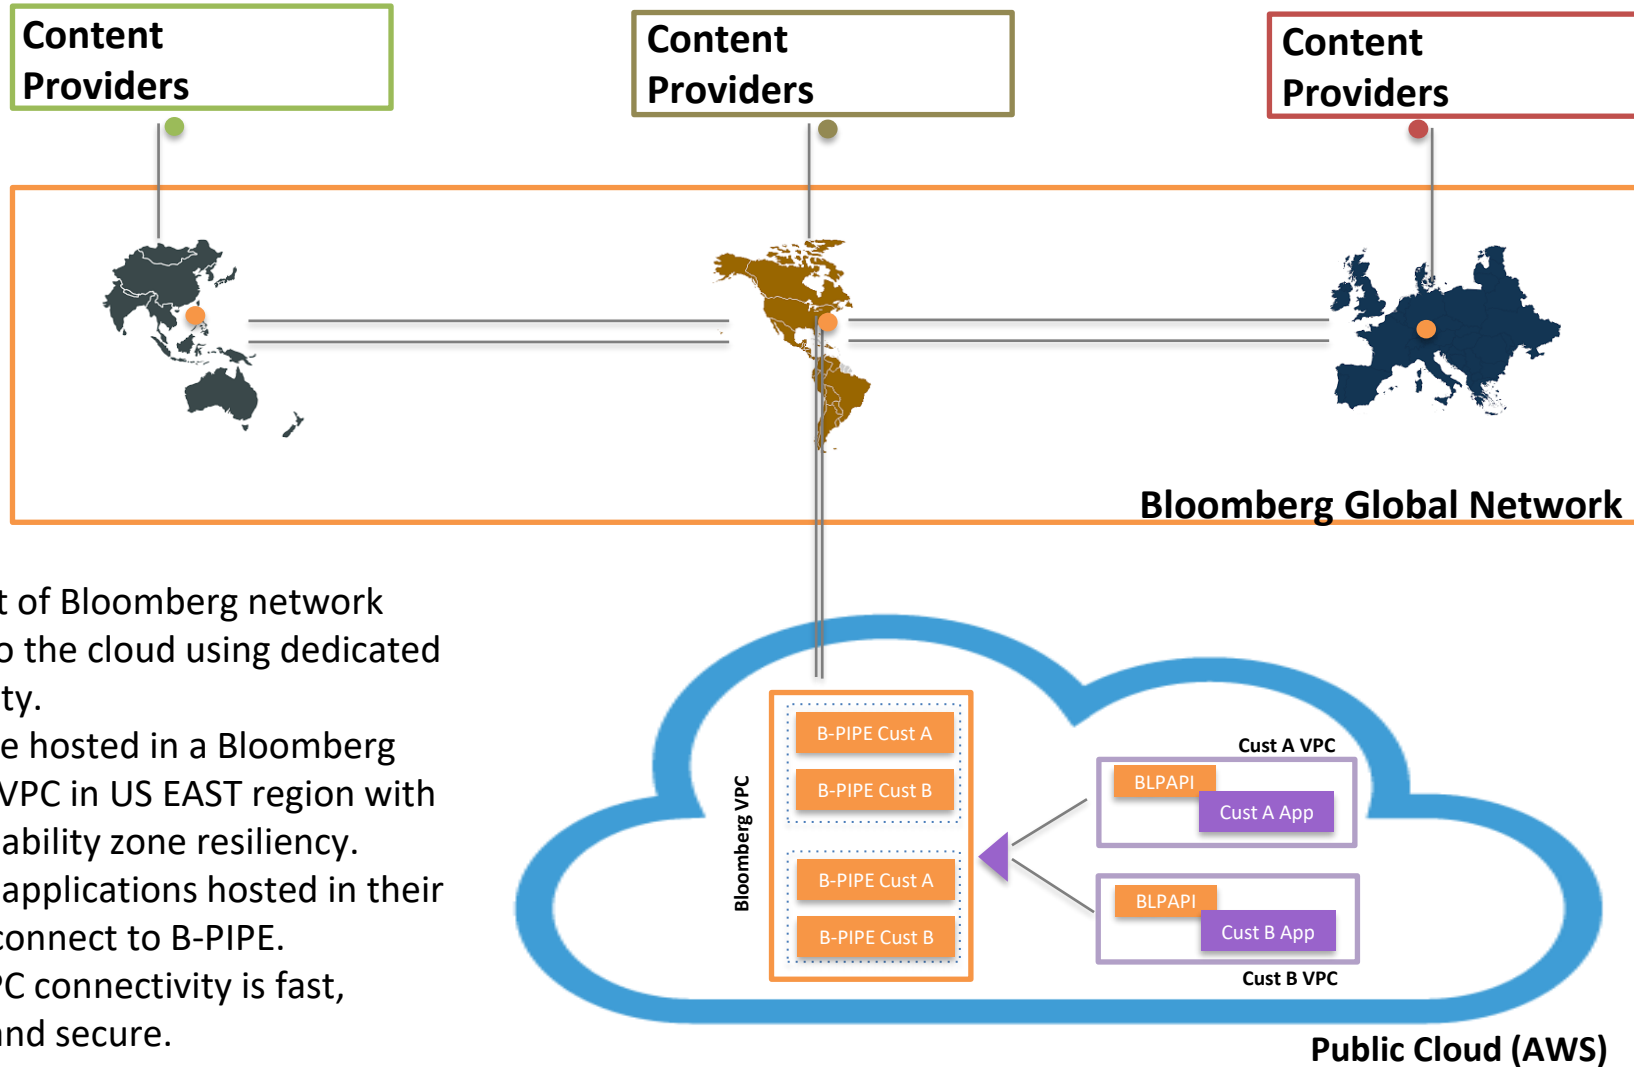 Content
Providers
Content
Providers
Content
Providers
Bloomberg Global Network
of Bloomberg network
the cloud using dedicated
hosted in a Bloomberg
VPC in US EAST region with
zone resiliency.
applications hosted in their
connect to B-PIPE.
connectivity is fast,
and secure.
Bloomberg VPC
B-PIPE Cust A
B-PIPE Cust B
B-PIPE Cust A
B-PIPE Cust B
Cust A VPC
BLPAPI
Cust A App
BLPAPI
Cust B App
Cust B VPC
Public Cloud (AWS)